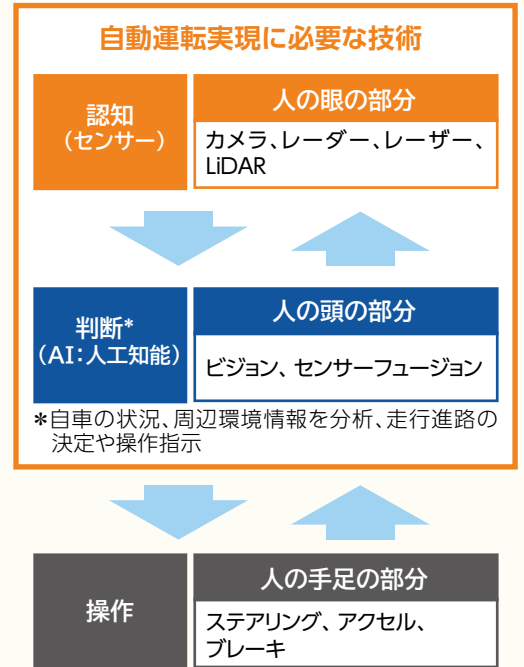 自動運転実現に必要な技術
認知
(センサー)
人の眼の部分
カメラ、レーダー、レーザー、
LiDAR
判断*
(AI:人工知能)
人の頭の部分
ビジョン、センサーフュージョン
*自車の状況、周辺環境情報を分析、走行進路の
決定や操作指示
操作
人の手足の部分
ステアリング、アクセル、
ブレーキ